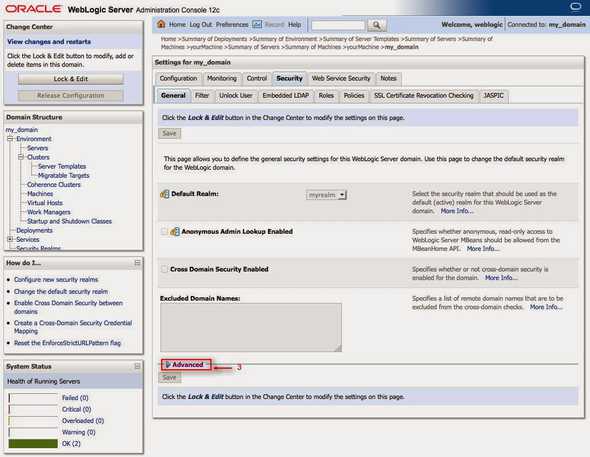 ORACLE WebLogic Server Administration Console 12c
Change Center
View changes and restarts
Click the Lock & Edit button to modify, add or
delete items in this domain.
Lock & Edit
Release Configuration
Domain Structure
my_domain
Environment
Servers
Clusters
Server Templates
Migratable Targets
Coherence Clusters
Machines
Virtual Hosts
Work Managers
Startup and Shutdown Classes
Deployments
Services
Security Realms
How do I...
Configure new security realms
Change the default security realm
Enable Cross Domain Security between
domains
Create a Cross-Domain Security Credential
Mapping
Reset the EnforceStrictURLPattern flag
System Status
Health of Running Servers
Failed (0)
Critical (0)
Overloaded (0)
Warning (0)
OK (2)
Home Log Out Preferences Record Help
Welcome, weblogic Connected to: my_domain
Home >Summary of Deployments >Summary of Environment >Summary of Server Templates >Summary of Servers >Summary of
Machines >yourMachine >Summary of Servers >Summary of Machines >yourMachine >my_domain
Settings for my_domain
Configuration Monitoring Control Security Web Service Security Notes
General Filter Unlock User Embedded LDAP Roles Policies SSL Certificate Revocation Checking JASPIC
Click the Lock & Edit button in the Change Center to modify the settings on this page.
Save
This page allows you to define the general security settings for this WebLogic Server domain. Use this page to change the default security realm
for the WebLogic domain.
Default Realm: myrealm
Select the security realm that should be used as the
default (active) realm for this WebLogic Server
domain. More Info...
Anonymous Admin Lookup Enabled
Specifies whether anonymous, read-only access to
WebLogic Server MBeans should be allowed from the
MBeanHome API. More Info...
Cross Domain Security Enabled
Specifies whether or not cross-domain security is
enabled for the domain. More Info...
Excluded Domain Names:
Specifies a list of remote domain names that are to be
excluded from the cross-domain checks. More Info...
Advanced 3
Save
Click the Lock & Edit button in the Change Center to modify the settings on this page.